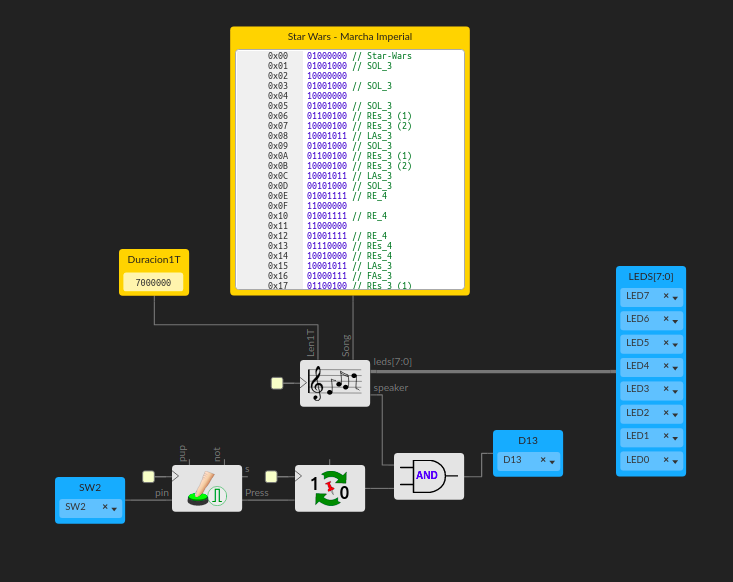 Star Wars - Marcha Imperial
0x00 01000000 // Star-Wars
0x01 01001000 // SOL_3
0x02 10000000
0x03 01001000 // SOL_3
0x04 10000000
0x05 01001000 // SOL_3
0x06 01100100 // REs_3 (1)
0x07 10000100 // REs_3 (2)
0x08 10001011 // LAs_3
0x09 01001000 // SOL_3
0x0A 01100100 // REs_3 (1)
0x0B 10000100 // REs_3 (2)
0x0C 10001011 // LAs_3
0x0D 00101000 // SOL_3
0x0E 01001111 // RE_4
0x0F 11000000
0x10 01001111 // RE_4
0x11 11000000
0x12 01001111 // RE_4
0x13 01110000 // REs_4
0x14 10010000 // REs_4
0x15 10001011 // LAs_3
0x16 01000111 // FAs_3
0x17 01100100 // REs_3 (1)
Duracion1T
7000000
Len1T
Song
leds[7:0]
speaker
LEDS[7:0]
LED7
LED6
LED5
LED4
LED3
LED2
LED1
LED0
D13
D13
AND
SW2
SW2
pin
pup
not
s
Press
1
0